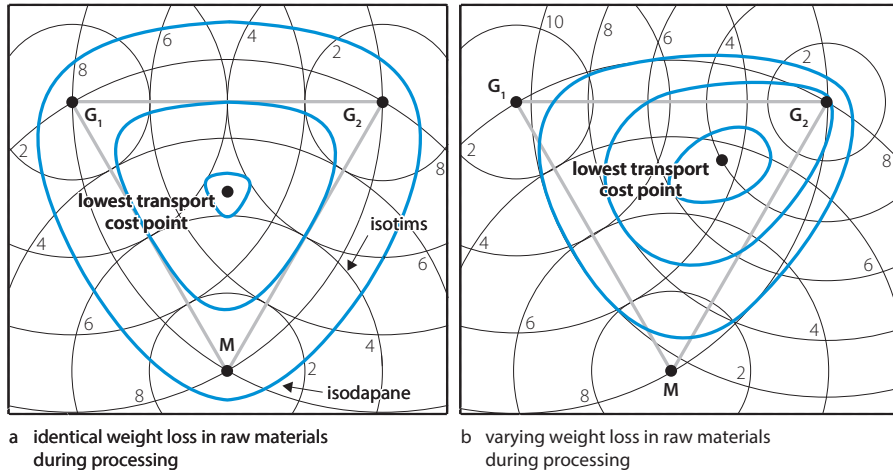 6
4
8
2
G1
G2
lowest transport
cost point
2
8
4
isotims
6
6
4
M
2
8
isodapane
10
8
6
4
2
G1
G2
lowest transport
cost point
2
8
4
6
6
4
2
8
M
a identical weight loss in raw materials
during processing
b varying weight loss in raw materials
during processing